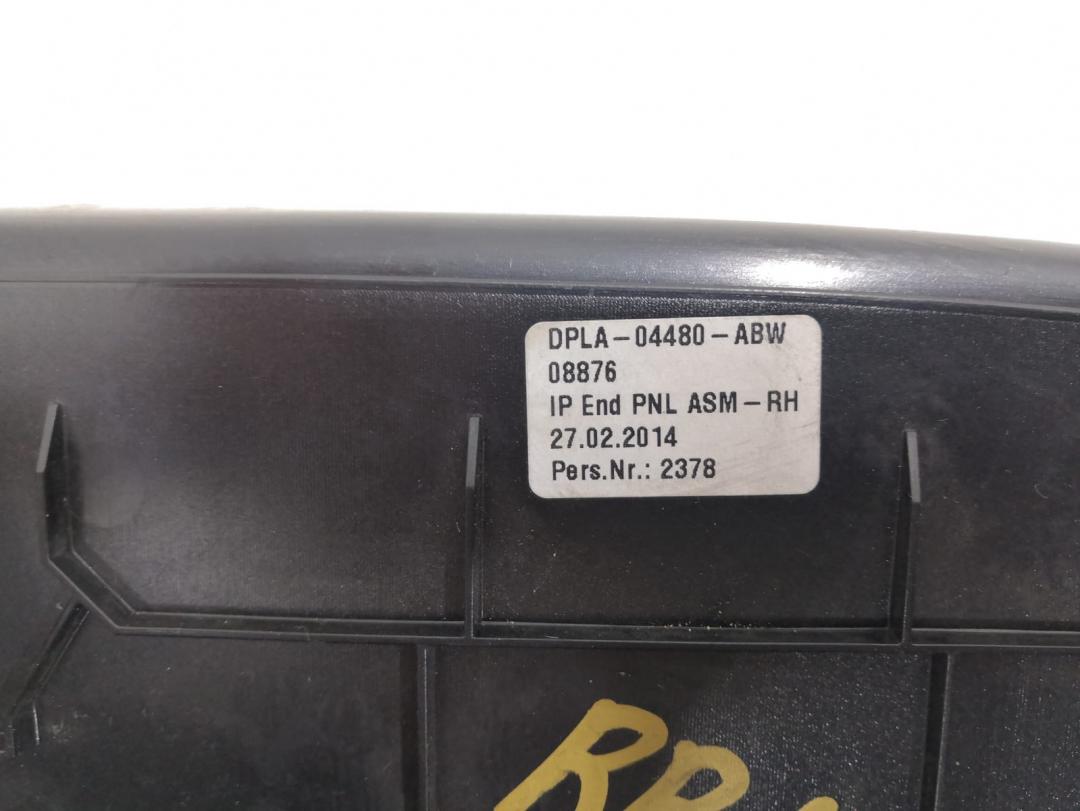 DPLA-04480-ABW
08876
IP End PNL ASM-RH
27.02.2014
Pers.Nr.: 2378